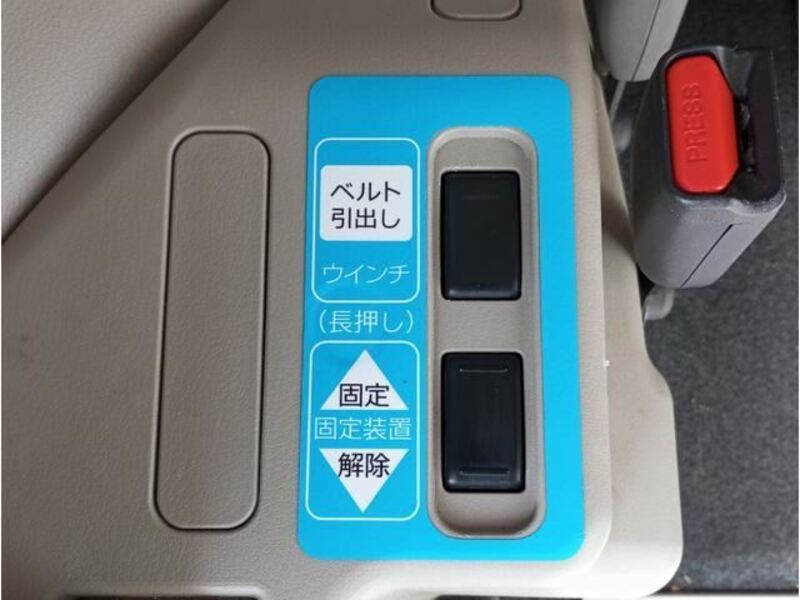 ベルト
引出し
ウインチ
(長押し)
固定
固定装置
解除
PRESS